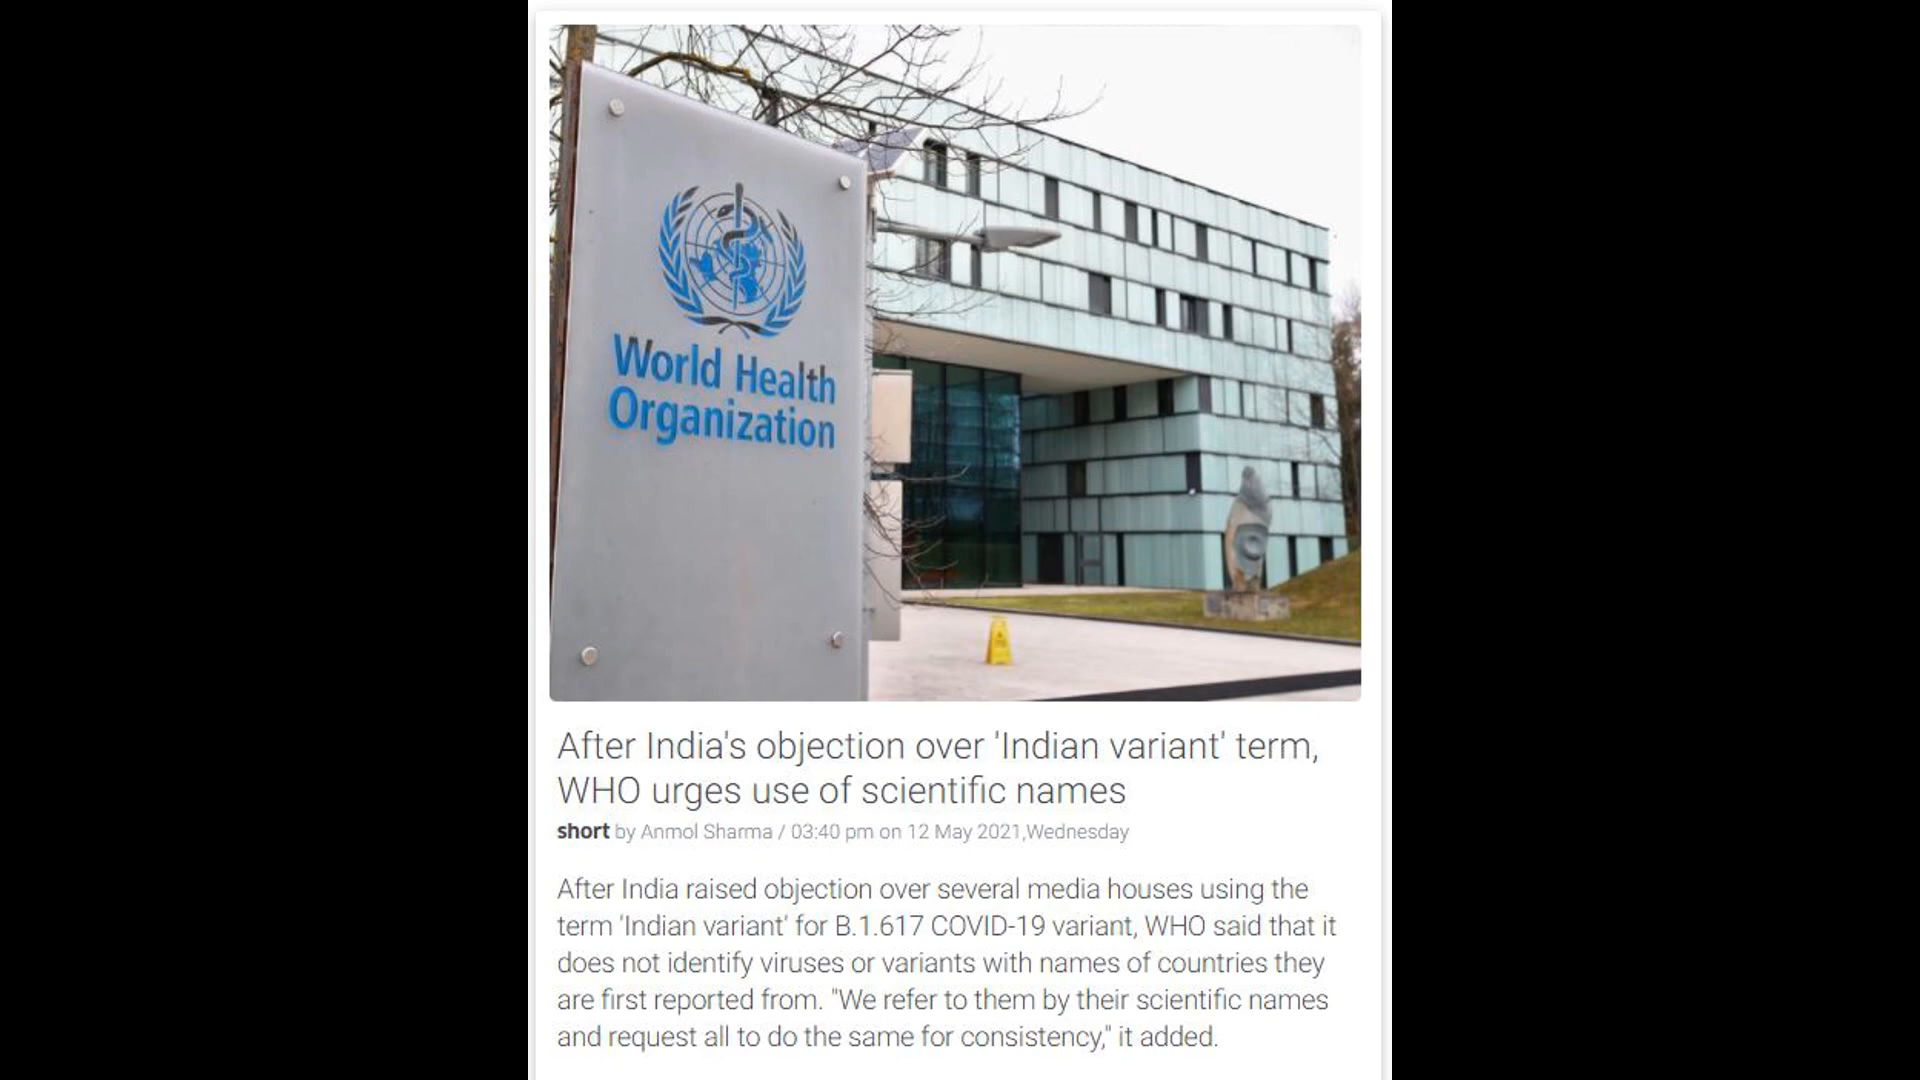 World Health
Organization
After India's objection over 'Indian variant' term,
WHO urges use of scientific names
short by Anmol Sharma / 03:40 pm on 12 May 2021,Wednesday
After India raised objection over several media houses using the
term 'Indian variant' for B.1.617 COVID-19 variant, WHO said that it
does not identify viruses or variants with names of countries they
are first reported from. "We refer to them by their scientific names
and request all to do the same for consistency," it added.